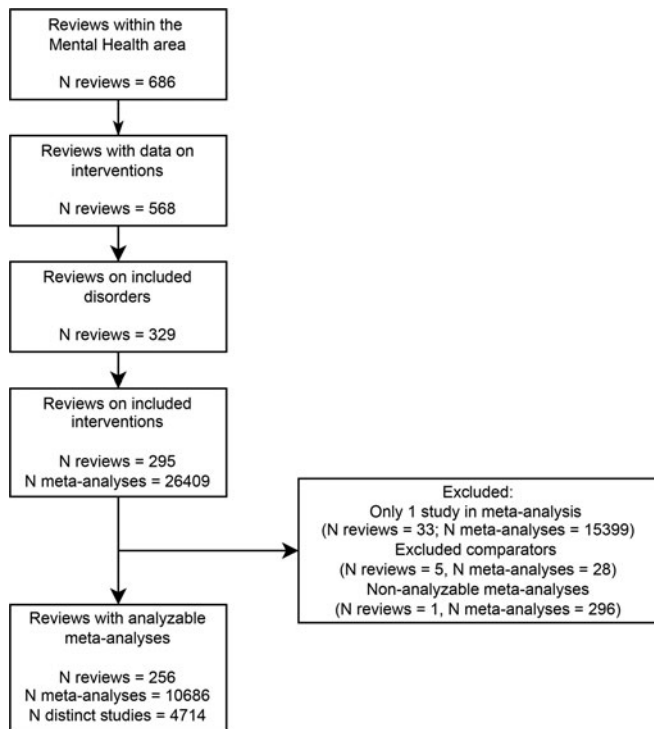 Reviews within the
Mental Health area
N reviews = 686
Reviews with data on
interventions
N reviews = 568
Reviews on included
disorders
N reviews = 329
Reviews on included
interventions
N reviews = 295
N meta-analyses = 26409
Excluded:
Only 1 study in meta-analysis
(N reviews = 33; N meta-analyses = 15399)
Excluded comparators
(N reviews = 5, N meta-analyses = 28)
Non-analyzable meta-analyses
(N reviews = 1, N meta-analyses = 296)
Reviews with analyzable
meta-analyses
N reviews = 256
N meta-analyses = 10686
N distinct studies = 4714